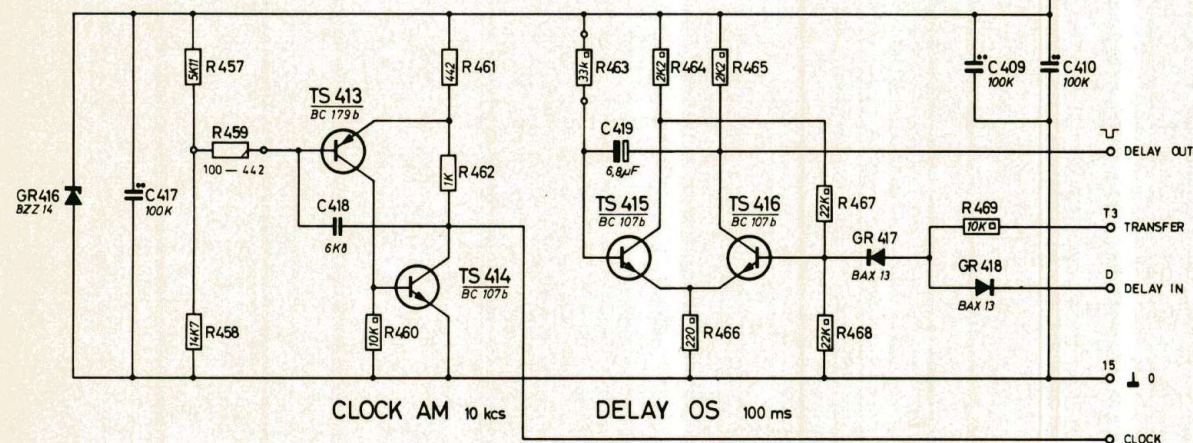 5K11 R457
442 R461
33k R463
2K2 R464
2K2 R465
C409
100K
C410
100K
TS 413
BC 179b
R459
100 — 442
C419
6,8µF
DELAY OUT
GR416
BZZ 14
C417
100K
1K R462
C418
6K8
TS 415
BC 107b
TS 416
BC 107b
22K R467
GR 417
BAX 13
R 469
10K
T3
TRANSFER
GR 418
BAX 13
D
DELAY IN
TS 414
BC 107b
14K7 R458
10K R460
220 R466
22K R468
15
0
CLOCK AM 10 kcs
DELAY OS 100 ms
CLOCK